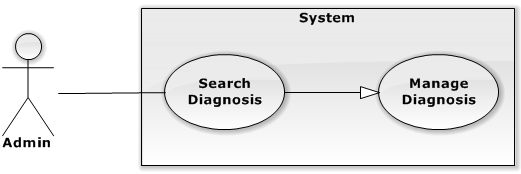 System
Search
Diagnosis
Manage
Diagnosis
Admin